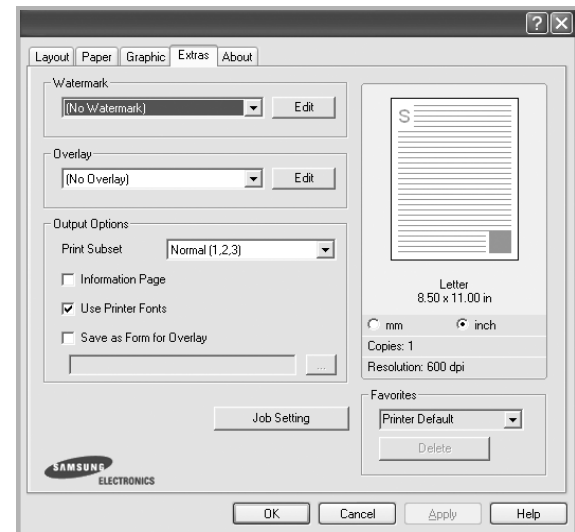 ? X
Layout Paper Graphic Extras About
Watermark
(No Watermark) Edit
Overlay
(No Overlay) Edit
Output Options
Print Subset Normal (1,2,3)
Information Page
Use Printer Fonts
Save as Form for Overlay
...
Job Setting
SAMSUNG
ELECTRONICS
S
Letter
8.50 x 11.00 in
mm inch
Copies: 1
Resolution: 600 dpi
Favorites
Printer Default
Delete
OK Cancel Apply Help